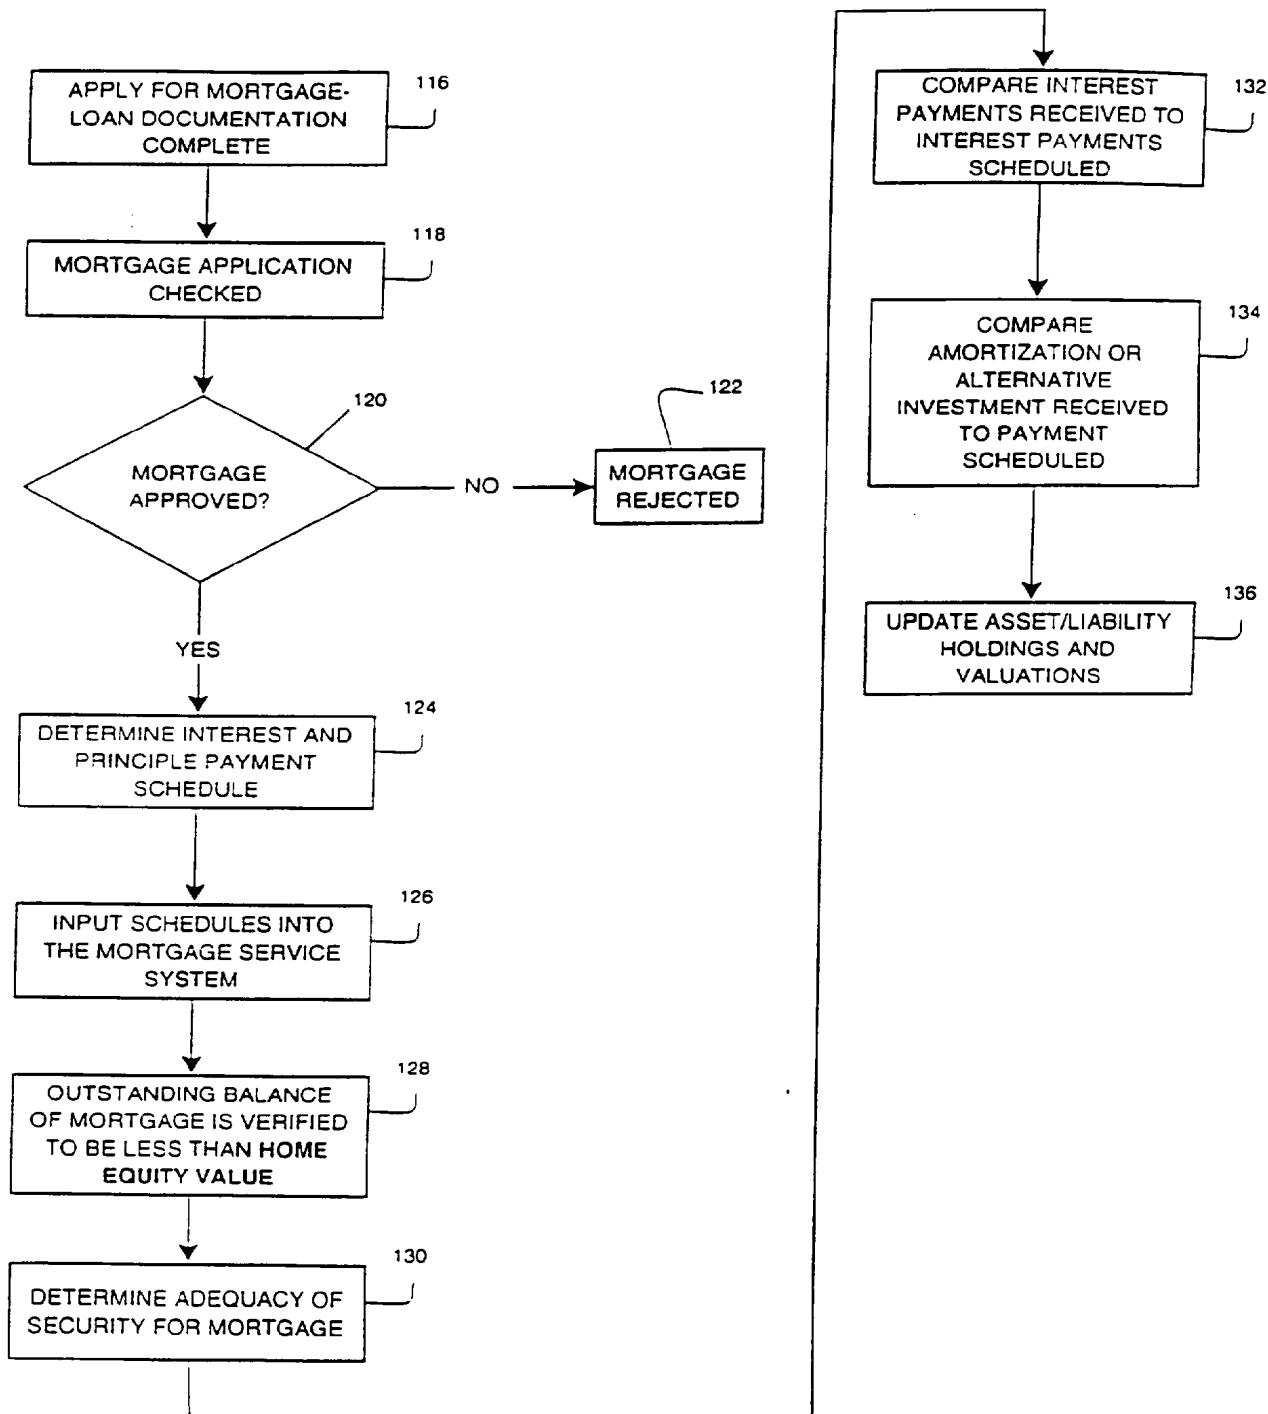 116
APPLY FOR MORTGAGE-
LOAN DOCUMENTATION
COMPLETE
118
MORTGAGE APPLICATION
CHECKED
120
MORTGAGE
APPROVED?
NO
122
MORTGAGE
REJECTED
YES
124
DETERMINE INTEREST AND
PRINCIPLE PAYMENT
SCHEDULE
126
INPUT SCHEDULES INTO
THE MORTGAGE SERVICE
SYSTEM
128
OUTSTANDING BALANCE
OF MORTGAGE IS VERIFIED
TO BE LESS THAN HOME
EQUITY VALUE
130
DETERMINE ADEQUACY OF
SECURITY FOR MORTGAGE
132
COMPARE INTEREST
PAYMENTS RECEIVED TO
INTEREST PAYMENTS
SCHEDULED
134
COMPARE
AMORTIZATION OR
ALTERNATIVE
INVESTMENT RECEIVED
TO PAYMENT
SCHEDULED
136
UPDATE ASSET/LIABILITY
HOLDINGS AND
VALUATIONS